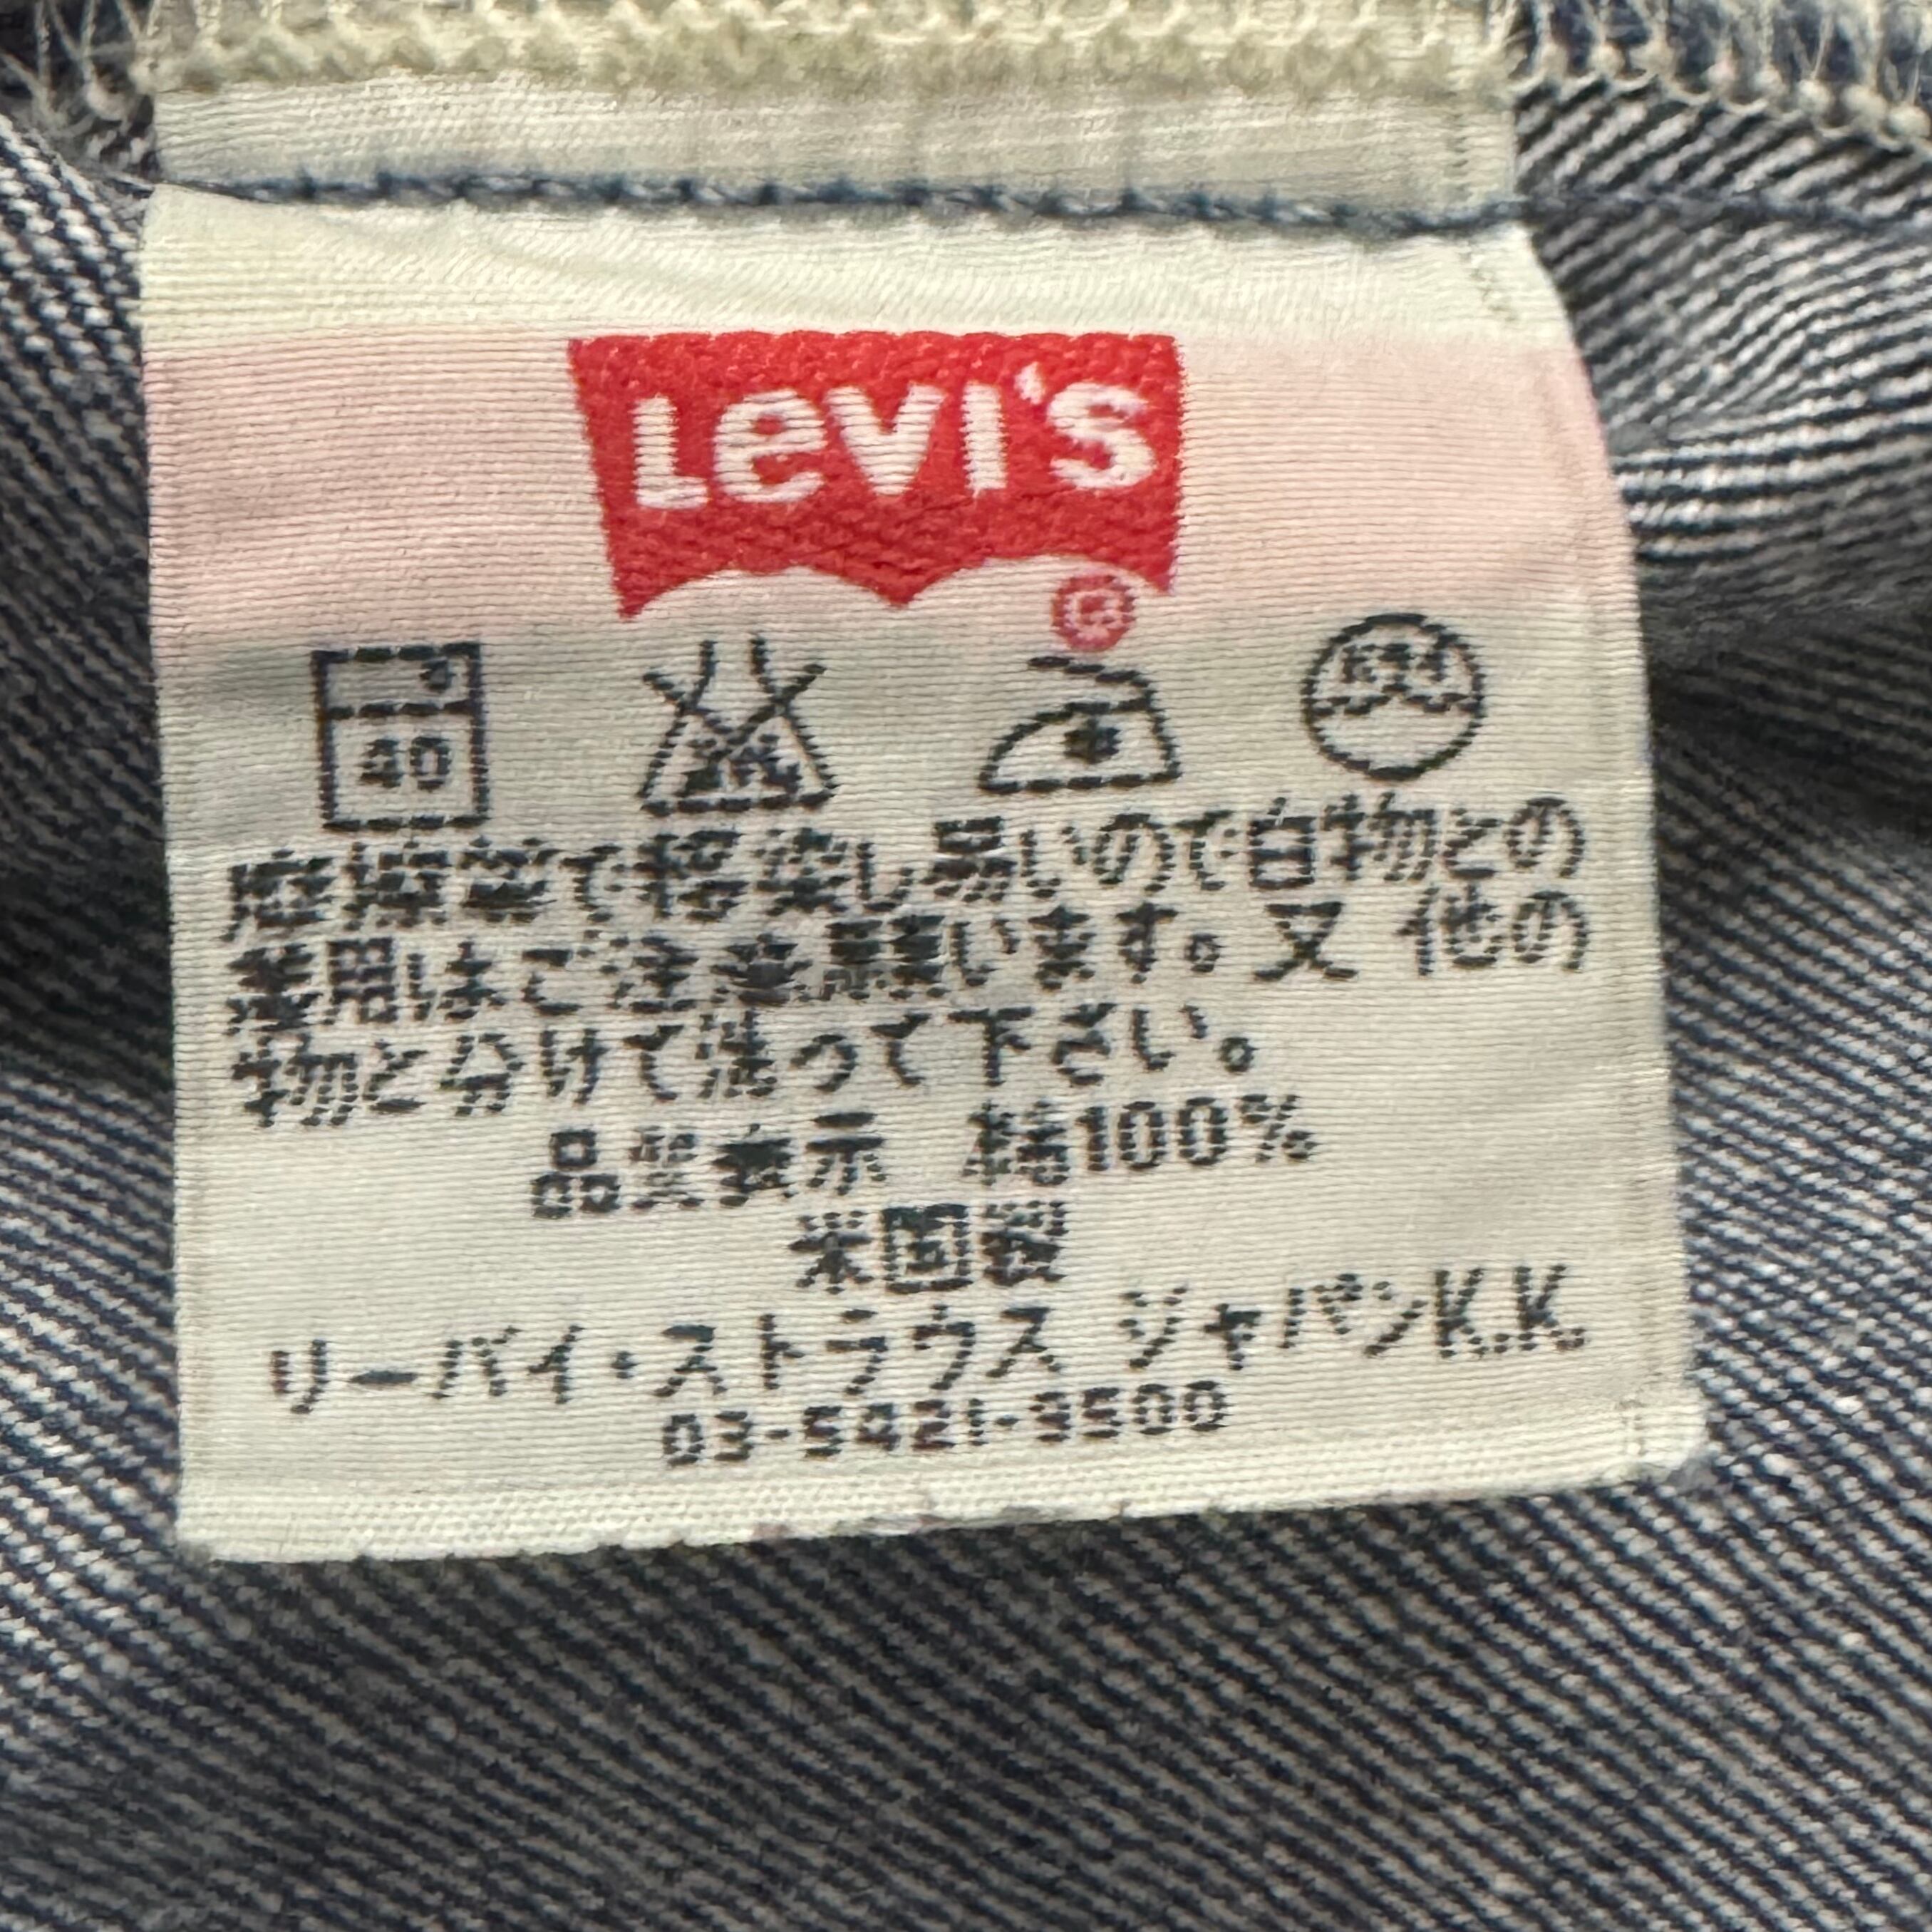 Levi's
®
40
エンソ
摩擦等で移染し易いので白物との
着用はご注意願います。又 他の
物と分けて洗って下さい。
品質表示 綿100%
米国製
リーバイ・ストラウス ジャパンK.K.
03-5421-9500